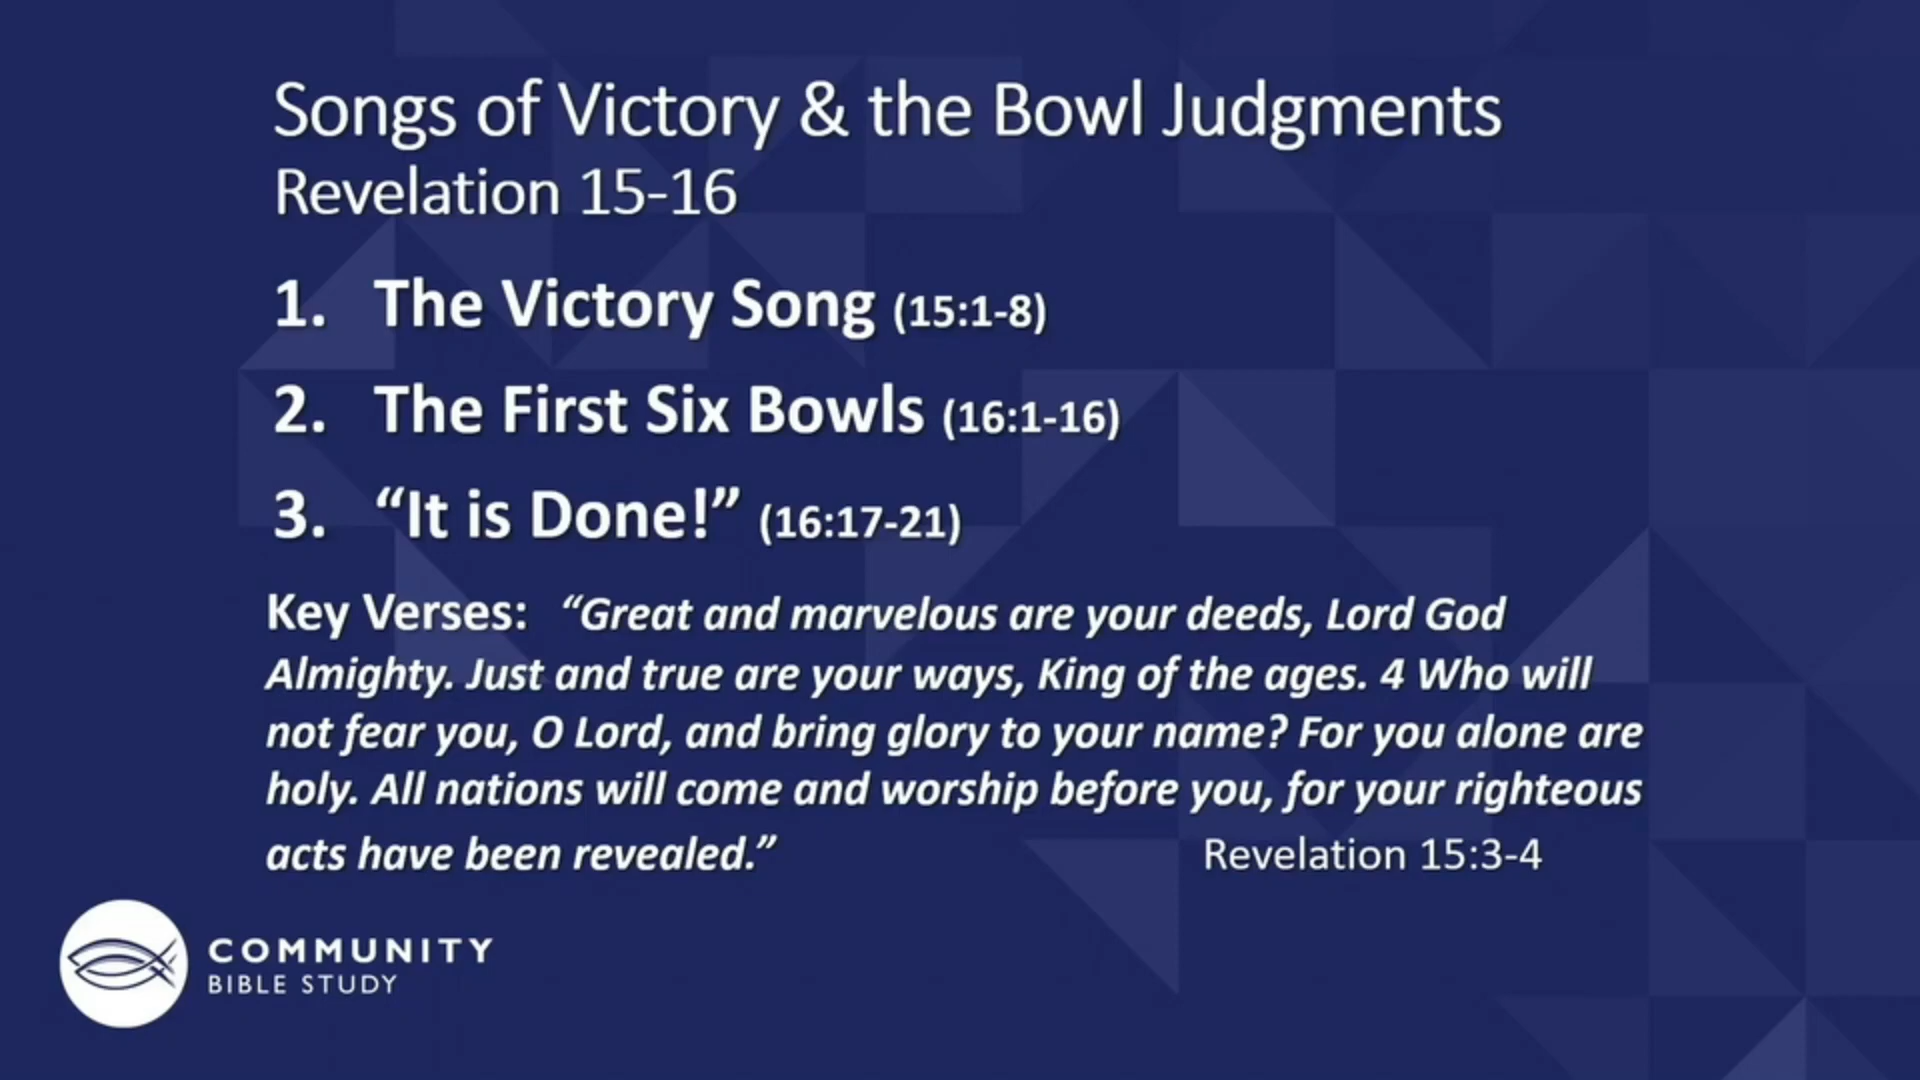 Songs of Victory & the Bowl Judgments
Revelation 15-16
1. The Victory Song (15:1-8)
2. The First Six Bowls (16:1-16)
3. “It is Done!” (16:17-21)
Key Verses: “Great and marvelous are your deeds, Lord God
Almighty. Just and true are your ways, King of the ages. 4 Who will
not fear you, O Lord, and bring glory to your name? For you alone are
holy. All nations will come and worship before you, for your righteous
acts have been revealed.” Revelation 15:3-4
COMMUNITY
BIBLE STUDY